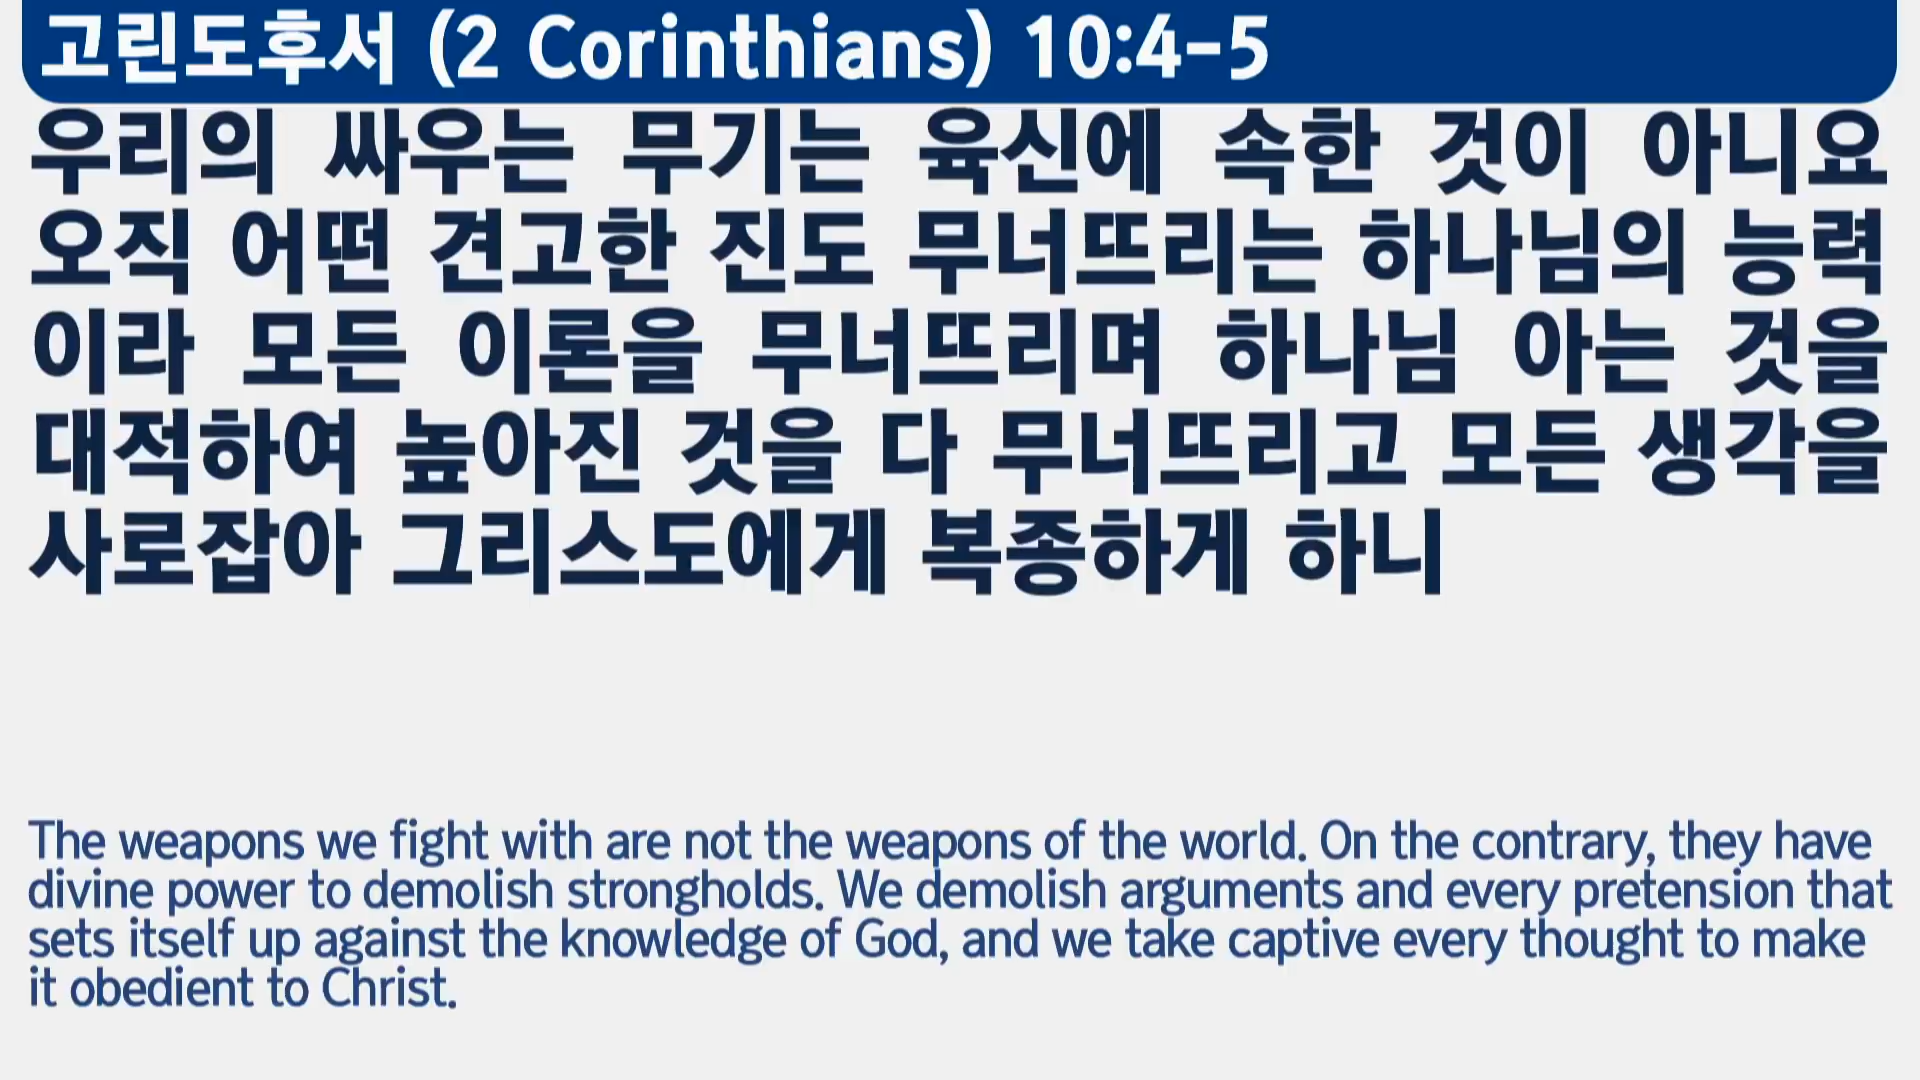 고린도후서 (2 Corinthians) 10:4-5
우리의 싸우는 무기는 육신에 속한 것이 아니요
오직 어떤 견고한 진도 무너뜨리는 하나님의 능력
이라 모든 이론을 무너뜨리며 하나님 아는 것을
대적하여 높아진 것을 다 무너뜨리고 모든 생각을
사로잡아 그리스도에게 복종하게 하니
The weapons we fight with are not the weapons of the world. On the contrary, they have
divine power to demolish strongholds. We demolish arguments and every pretension that
sets itself up against the knowledge of God, and we take captive every thought to make
it obedient to Christ.